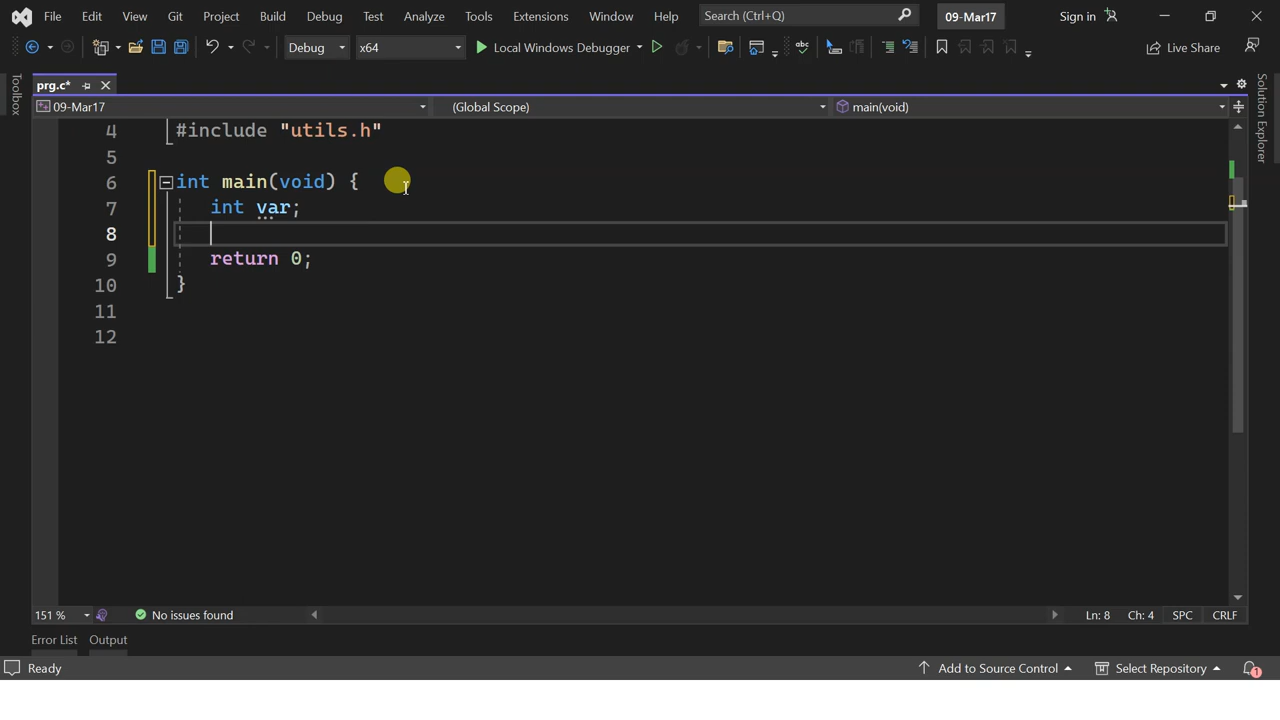 File Edit View Git Project Build Debug Test Analyze Tools Extensions Window Help Search (Ctrl+Q) 09-Mar17 Sign in
Debug x64 Local Windows Debugger abc Live Share
Toolbox
prg.c*
Solution Explorer
09-Mar17 (Global Scope) main(void)
4 #include "utils.h"
5
6 int main(void) {
7 int var;
8
9 return 0;
10 }
11
12
151 % No issues found Ln: 8 Ch: 4 SPC CRLF
Error List Output
Ready Add to Source Control Select Repository 1